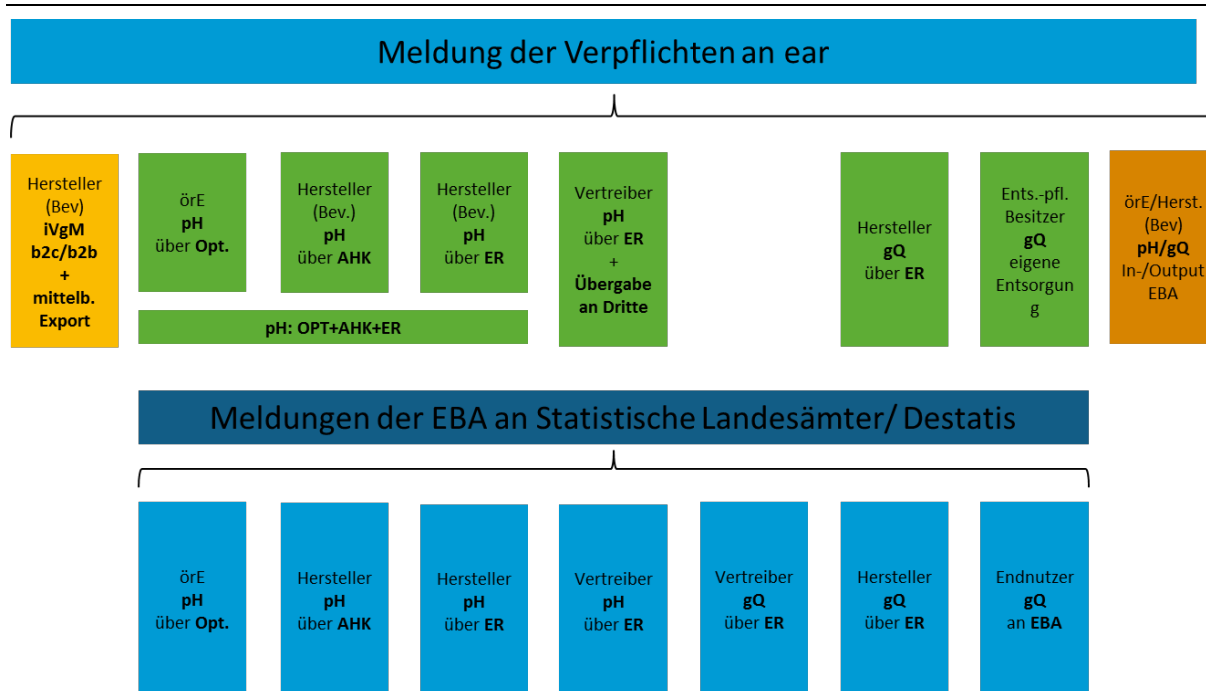 Meldung der Verpflichten an ear
Hersteller
(Bev)
iVgM
b2c/b2b
+
mittelb.
Export
örE
pH
über Opt.
Hersteller
(Bev.)
pH
über AHK
Hersteller
(Bev.)
pH
über ER
Vertreiber
pH
über ER
+
Übergabe
an Dritte
Hersteller
gQ
über ER
Ents.-pfl.
Besitzer
gQ
eigene
Entsorgun
g
örE/Herst.
(Bev)
pH/gQ
In-/Output
EBA
pH: OPT+AHK+ER
Meldungen der EBA an Statistische Landesämter/ Destatis
örE
pH
über Opt.
Hersteller
pH
über AHK
Hersteller
pH
über ER
Vertreiber
pH
über ER
Vertreiber
gQ
über ER
Hersteller
gQ
über ER
Endnutzer
gQ
an EBA